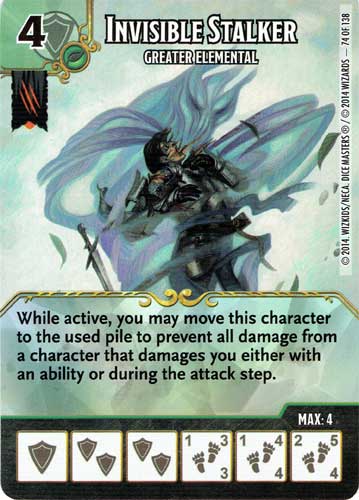 4
INVISIBLE STALKER
GREATER ELEMENTAL
© 2014. WIZKIDS/NECA. DICE MASTERS® / © 2014 WIZARDS — 74 OF 138
While active, you may move this character
to the used pile to prevent all damage from
a character that damages you either with
an ability or during the attack step.
MAX: 4
1 3 3
1 4 4
2 5 5